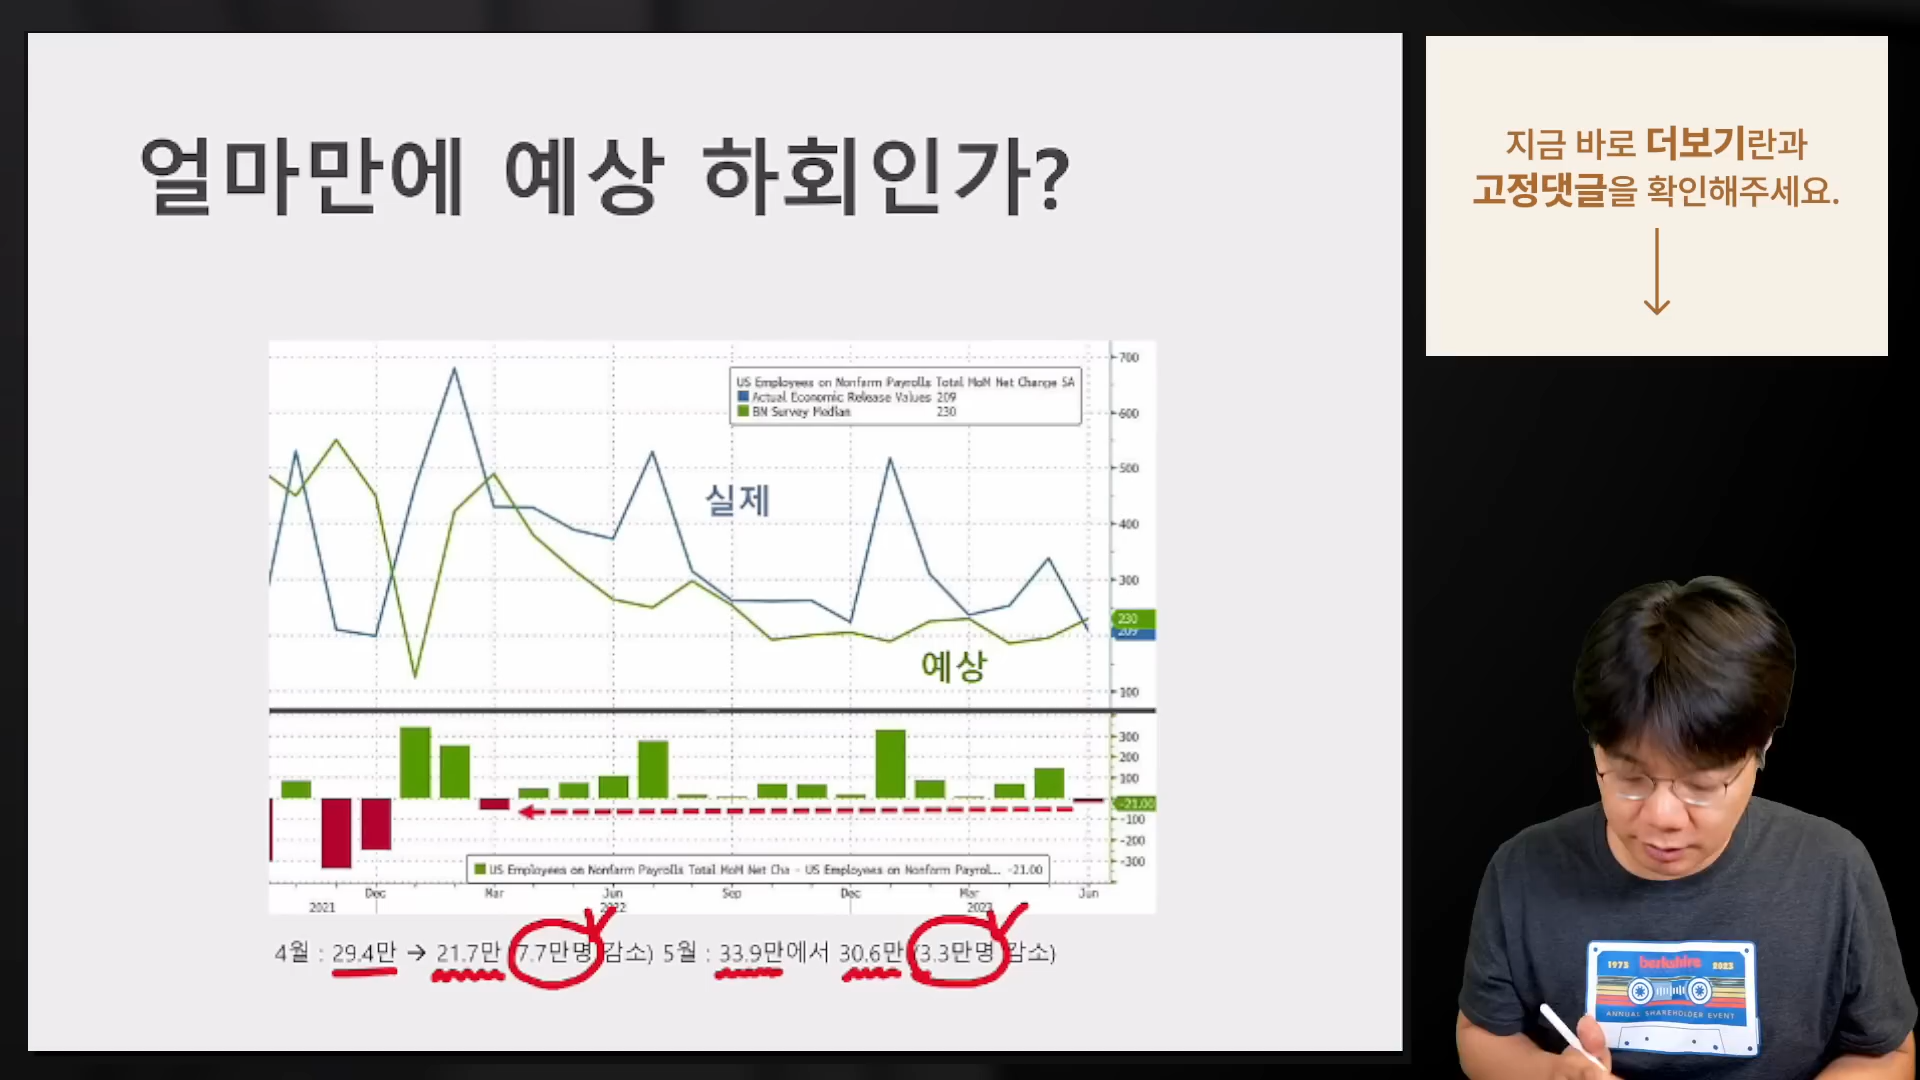 얼마만에 예상 하회인가?
지금 바로 더보기란과
고정댓글을 확인해주세요.
US Employees on Nonfarm Payrolls Total MoM Net Change SA
Actual Economic Release Values 209
BN Survey Median 230
실제
예상
700
600
500
400
300
230
209
100
300
200
100
-21.00
-100
-200
-300
US Employees on Nonfarm Payrolls Total MoM Net Cha - US Employees on Nonfarm Payrol... -21.00
Dec Mar Jun Sep Dec Mar Jun
2021 2022 2023
4월 : 29.4만 → 21.7만 (7.7만명 감소) 5월 : 33.9만에서 30.6만 (3.3만명 감소)
1973 berkshire 2023
ANNUAL SHAREHOLDER EVENT